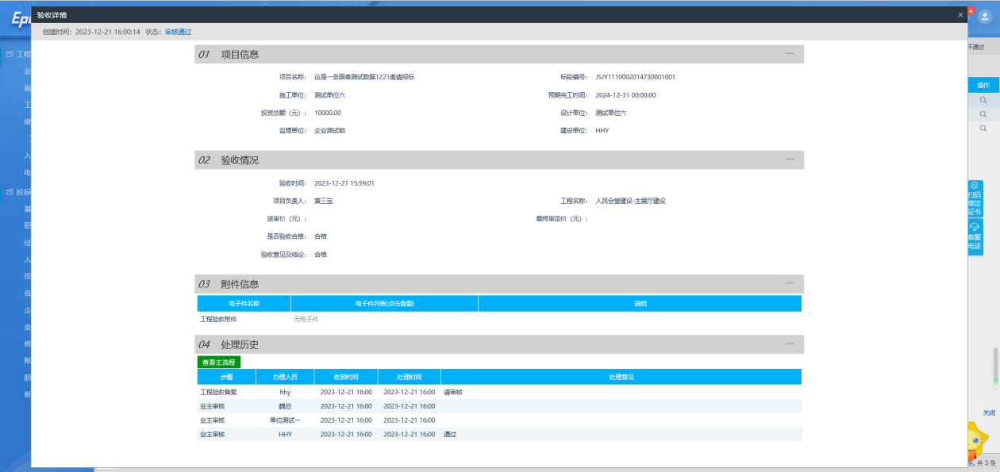 验收详情
创建时间: 2023-12-21 16:00:14 状态: 审核通过
01 项目信息
项目名称: 这是一条国泰测试数据1221邀请招标 标段编号: JSJY1110002014730001001
施工单位: 测试单位六 预期完工时间: 2024-12-31 00:00:00
投资总额（元）: 10000.00 设计单位: 测试单位六
监理单位: 企业测试锁 建设单位: HHY
02 验收情况
验收时间: 2023-12-21 15:59:01
项目负责人: 黄三宝 工程名称: 人民会堂建设-主展厅建设
送审价（元）: 最终审定价（元）:
是否验收合格: 合格
验收意见及结论: 合格
03 附件信息
电子件名称 电子件列表(点击查看) 说明
工程验收附件 无电子件
04 处理历史
查看主流程
步骤 办理人员 收到时间 处理时间 处理意见
工程验收备案 hhy 2023-12-21 16:00 2023-12-21 16:00 请审核
业主审核 魏总 2023-12-21 16:00 2023-12-21 16:00
业主审核 单位测试一 2023-12-21 16:00 2023-12-21 16:00
业主审核 HHY 2023-12-21 16:00 2023-12-21 16:00 通过
4
不通过
操作
扫码
绑定
证书
客服
电话
关闭
共 3 条
工程
投标